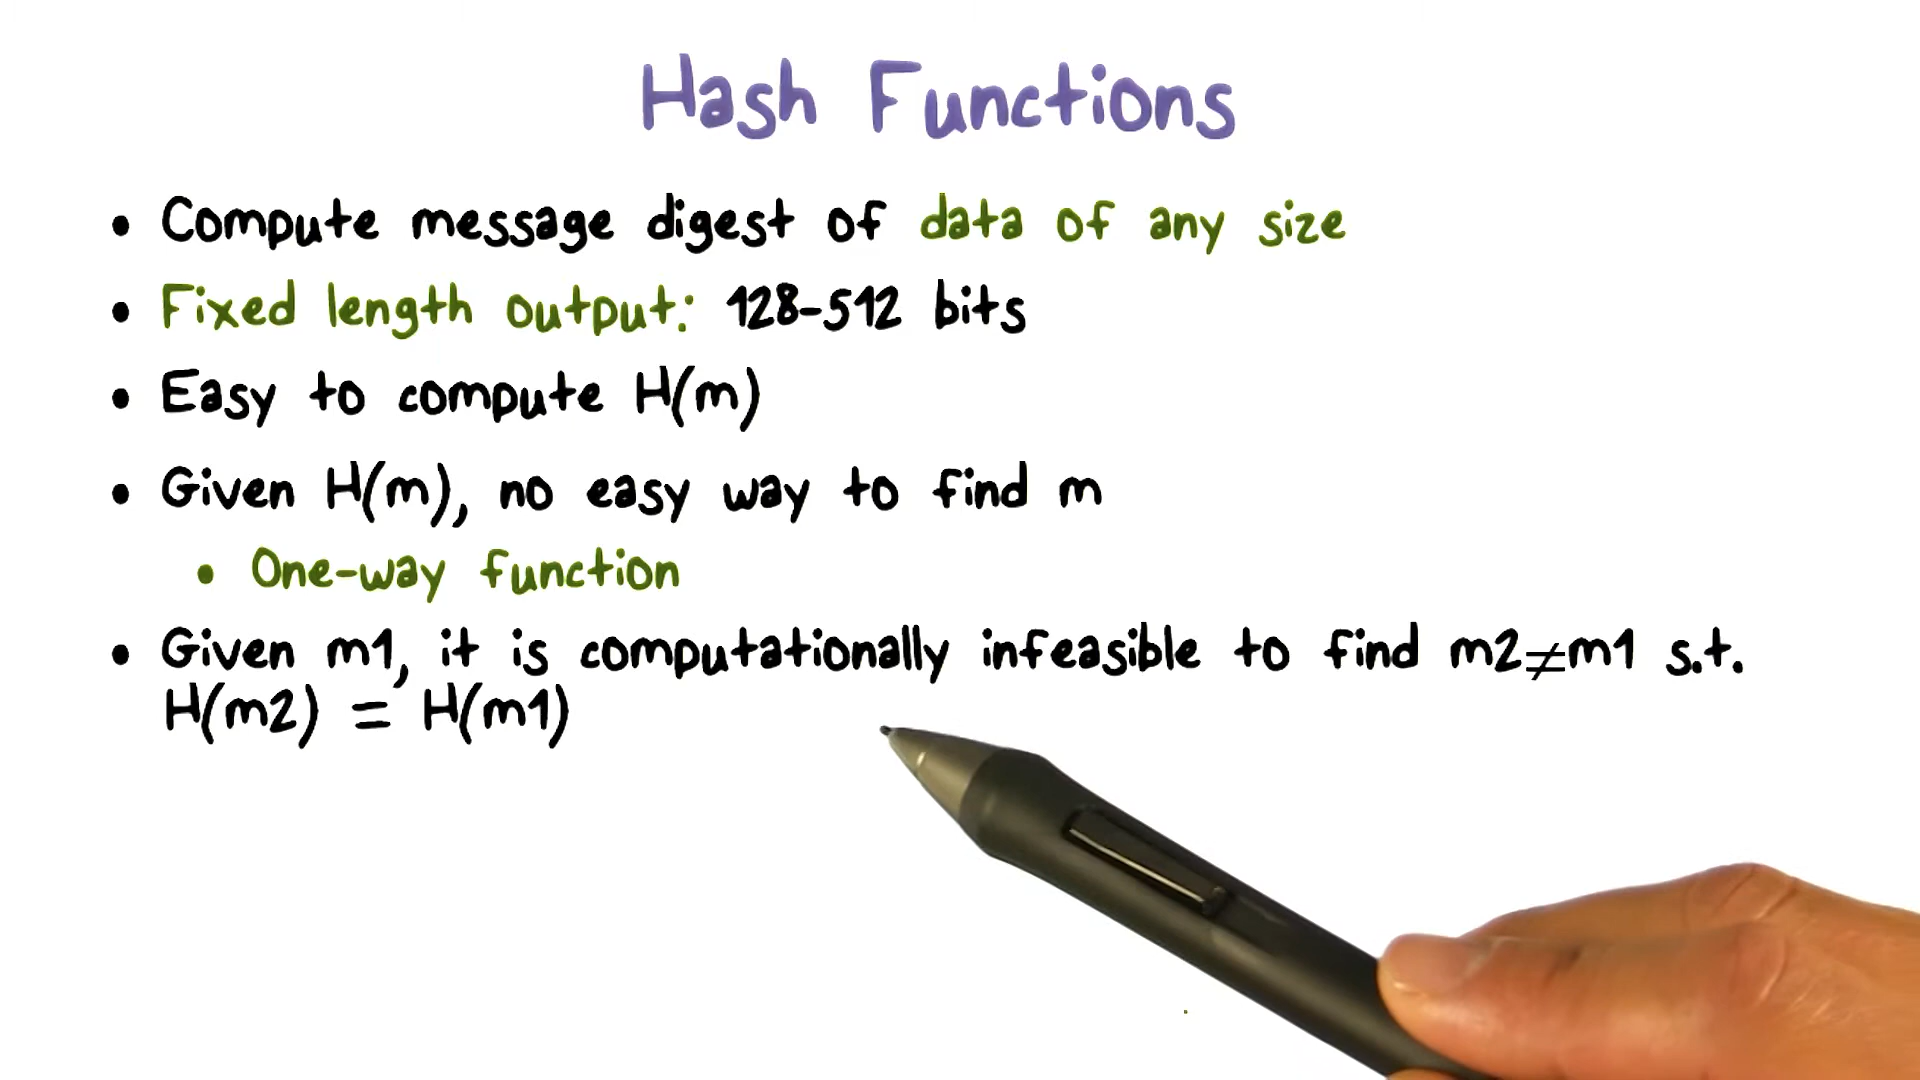 Hash Functions
• Compute message digest of data of any size
• Fixed length output: 128-512 bits
• Easy to compute H(m)
• Given H(m), no easy way to find m
• One-way function
• Given m1, it is computationally infeasible to find m2≠m1 s.t.
H(m2) = H(m1)